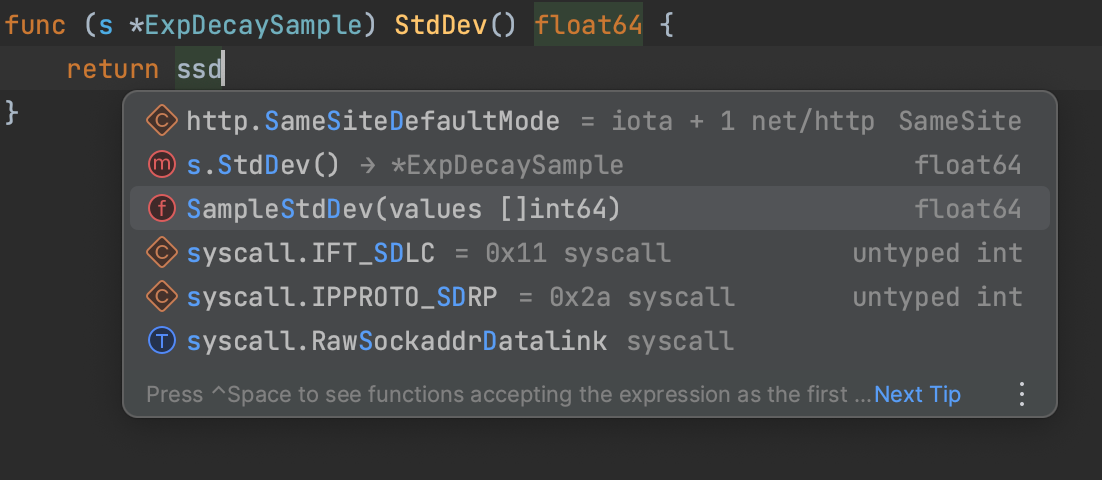 func (s *ExpDecaySample) StdDev() float64 {
return ssd
}
C http.SameSiteDefaultMode = iota + 1 net/http SameSite
m s.StdDev() → *ExpDecaySample float64
f SampleStdDev(values []int64) float64
C syscall.IFT_SDLC = 0x11 syscall untyped int
C syscall.IPPROTO_SDRP = 0x2a syscall untyped int
T syscall.RawSockaddrDatalink syscall
Press ^Space to see functions accepting the expression as the first ... Next Tip